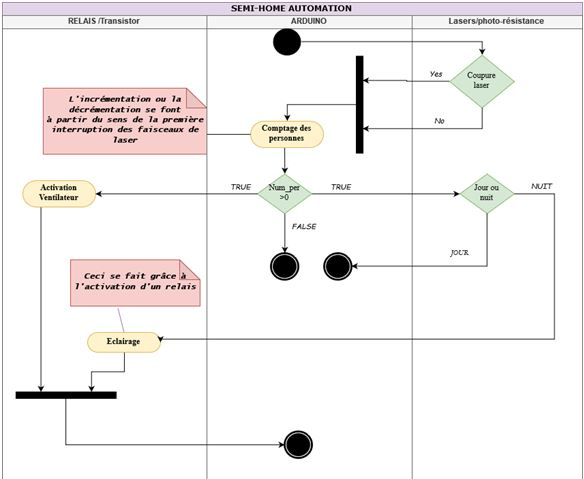 SEMI-HOME AUTOMATION
RELAIS /Transistor
ARDUINO
Lasers/photo-résistance
Coupure
laser
Yes
No
L'incrémentation ou la
décrémentation se font
à partir du sens de la première
interruption des faisceaux de
laser
Comptage des
personnes
Activation
Ventilateur
TRUE
Num_per
>0
TRUE
Jour ou
nuit
NUIT
FALSE
JOUR
Ceci se fait grâce à
l'activation d'un relais
Eclairage